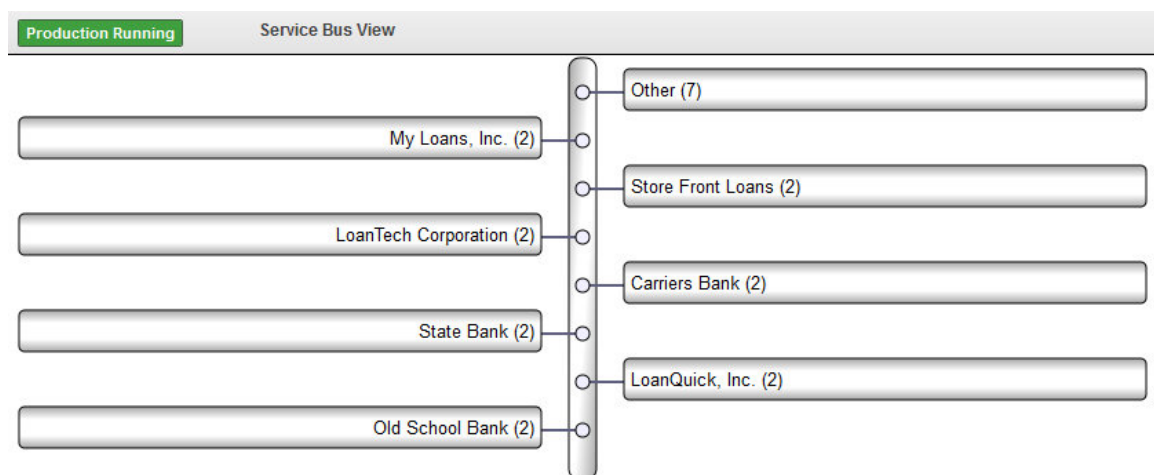 Production Running
Service Bus View
Other (7)
My Loans, Inc. (2)
Store Front Loans (2)
LoanTech Corporation (2)
Carriers Bank (2)
State Bank (2)
LoanQuick, Inc. (2)
Old School Bank (2)